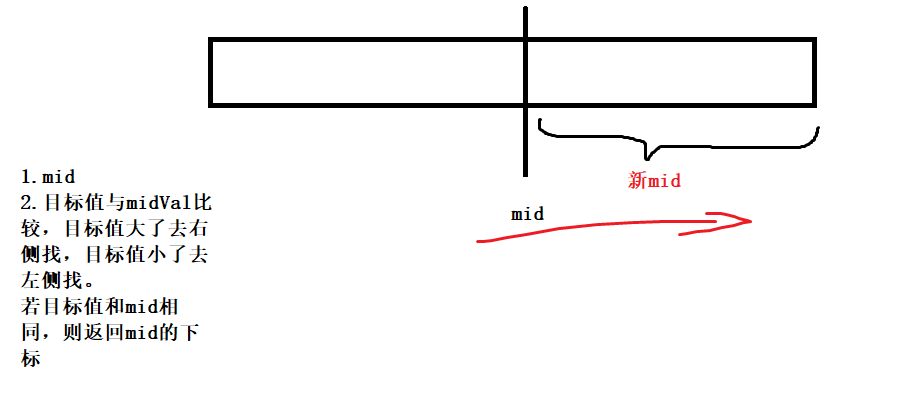 新mid
1.mid
2.目标值与midVal比
较，目标值大了去右
侧找，目标值小了去
左侧找。
若目标值和mid相
同，则返回mid的下
标
mid